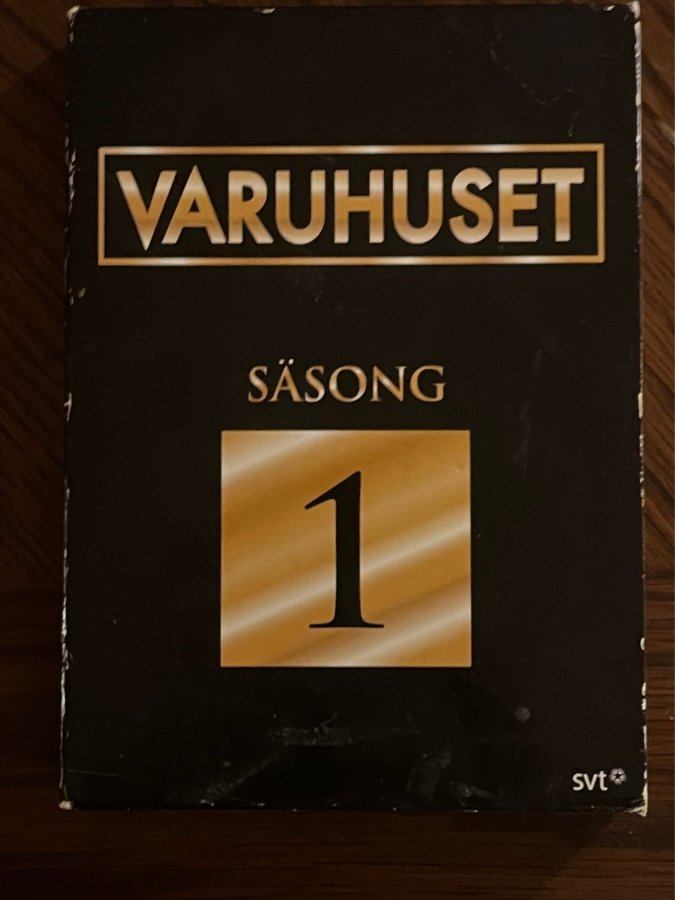 VARUHUSET
SÄSONG
1
svt